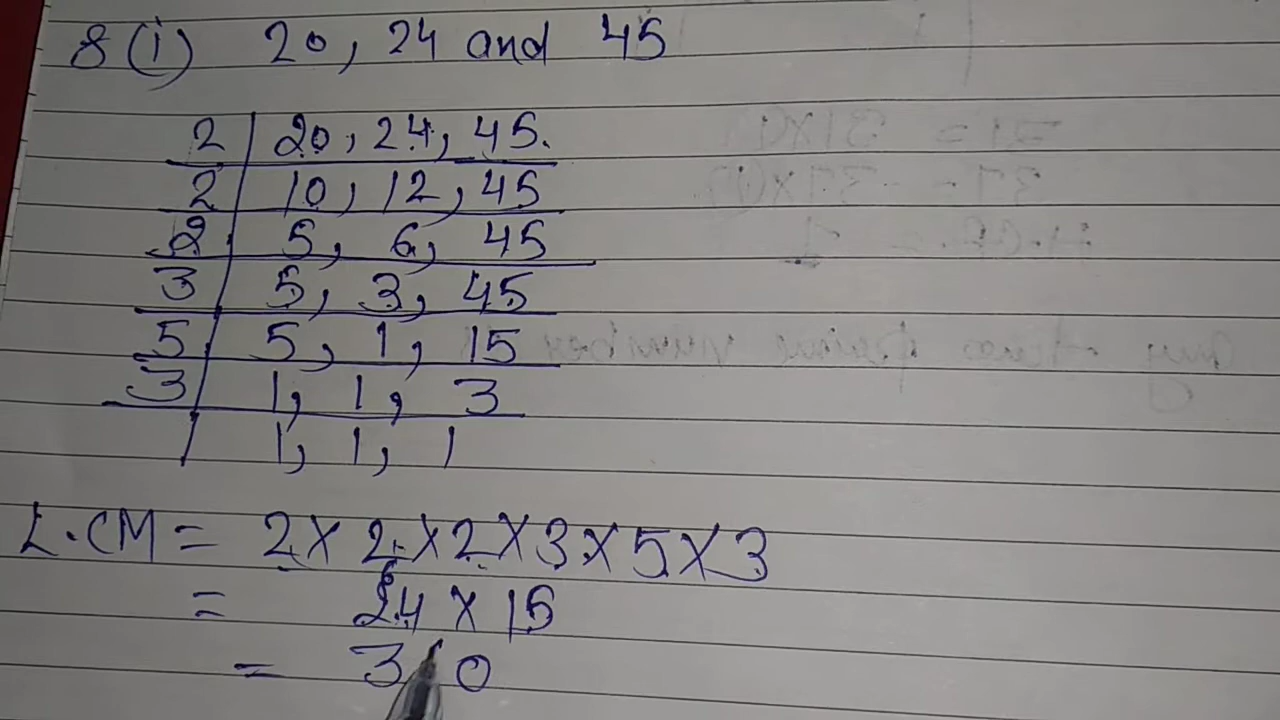 8 (i) 20, 24 and 45
2 | 20, 24, 45.
2 | 10, 12, 45
2 | 5, 6, 45
3 | 5, 3, 45
5 | 5, 1, 15
3 | 1, 1, 3
| 1, 1, 1
L.CM = 2 × 2 × 2 × 3 × 5 × 3
= 24 × 15